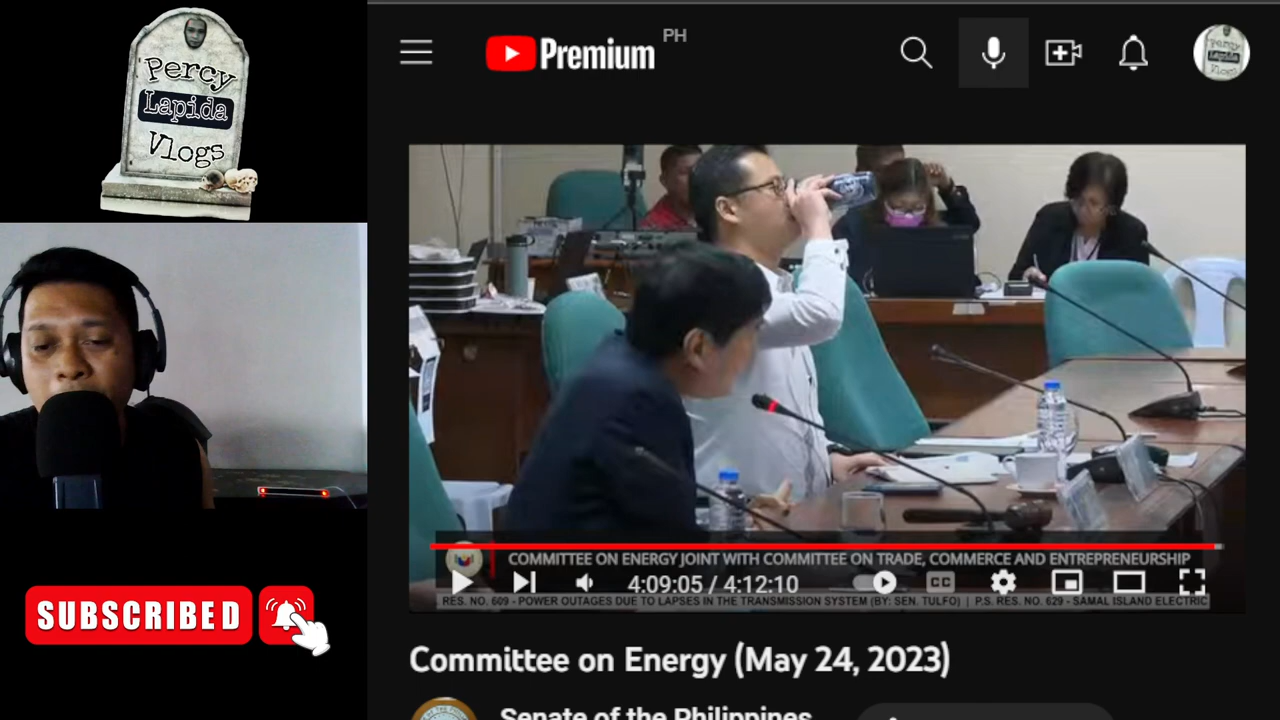 Percy
Lapida
Vlogs
SUBSCRIBED
Premium PH
COMMITTEE ON ENERGY JOINT WITH COMMITTEE ON TRADE, COMMERCE AND ENTREPRENEURSHIP
4:09:05 / 4:12:10
CC
RES. NO. 609 - POWER OUTAGES DUE TO LAPSES IN THE TRANSMISSION SYSTEM (BY: SEN. TULFO) | P.S. RES. NO. 629 - SAMAL ISLAND ELECTRIC
Committee on Energy (May 24, 2023)
Senate of the Philippines